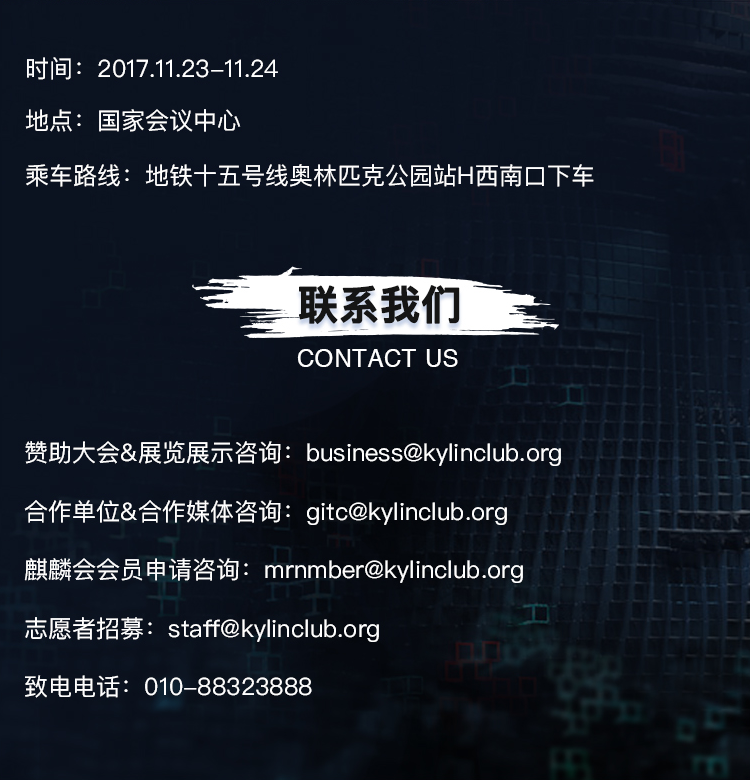 时间：2017.11.23-11.24
地点：国家会议中心
乘车路线：地铁十五号线奥林匹克公园站H西南口下车
联系我们
CONTACT US
赞助大会&展览展示咨询：business@kylinclub.org
合作单位&合作媒体咨询：gitc@kylinclub.org
麒麟会会员申请咨询：mrnmber@kylinclub.org
志愿者招募：staff@kylinclub.org
致电电话：010-88323888